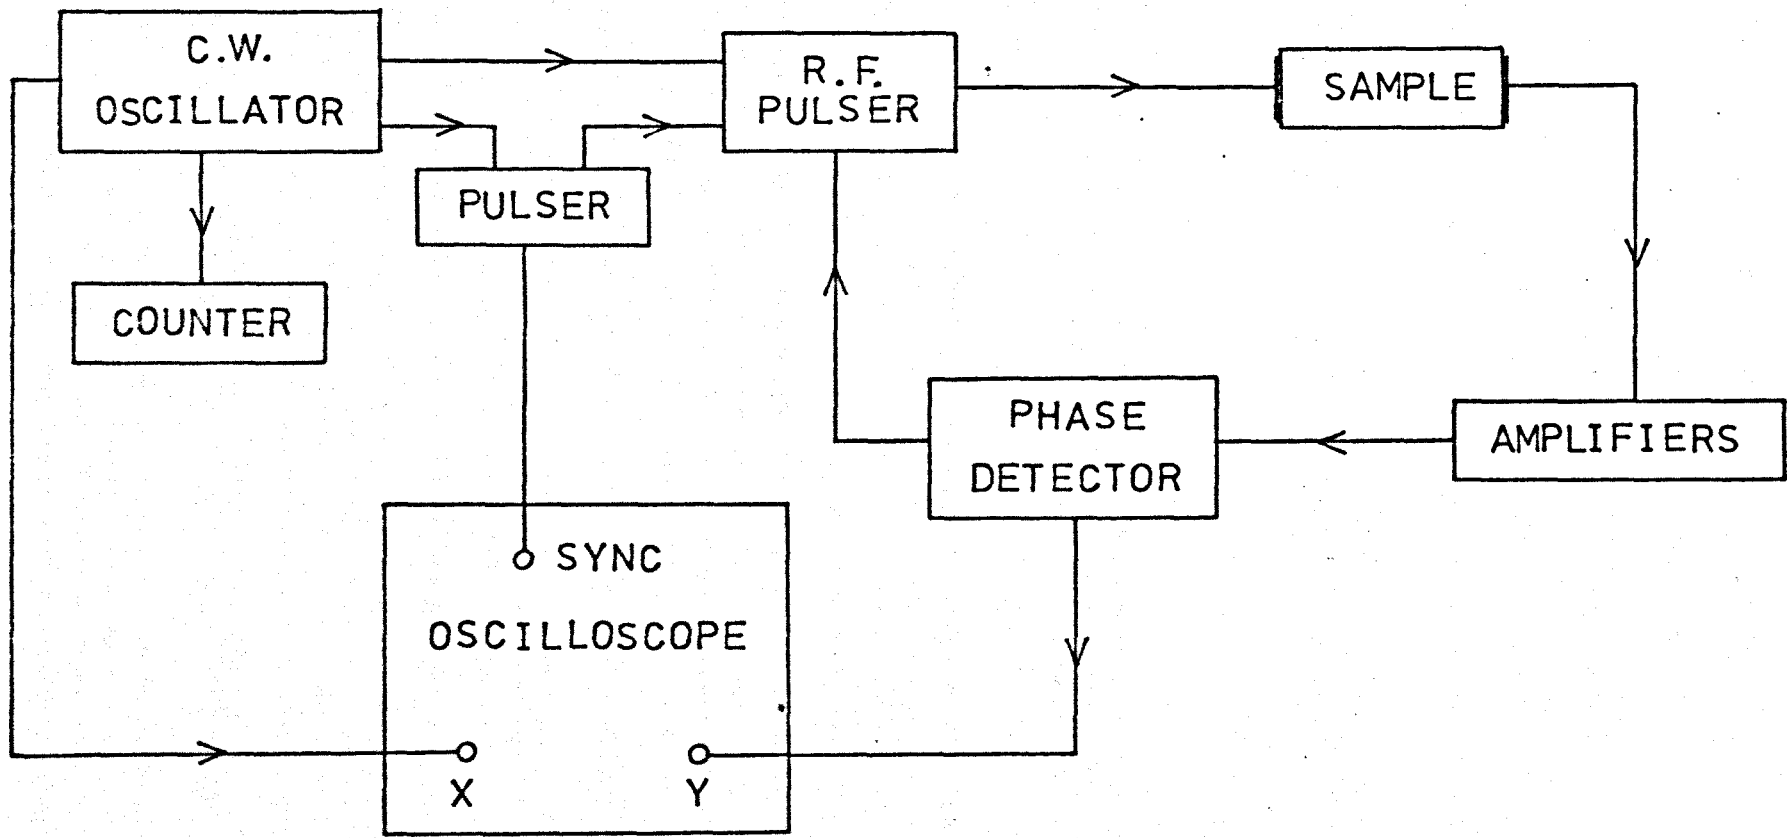 C.W.
OSCILLATOR
R.F.
PULSER
SAMPLE
PULSER
COUNTER
PHASE
DETECTOR
AMPLIFIERS
SYNC
OSCILLOSCOPE
X
Y